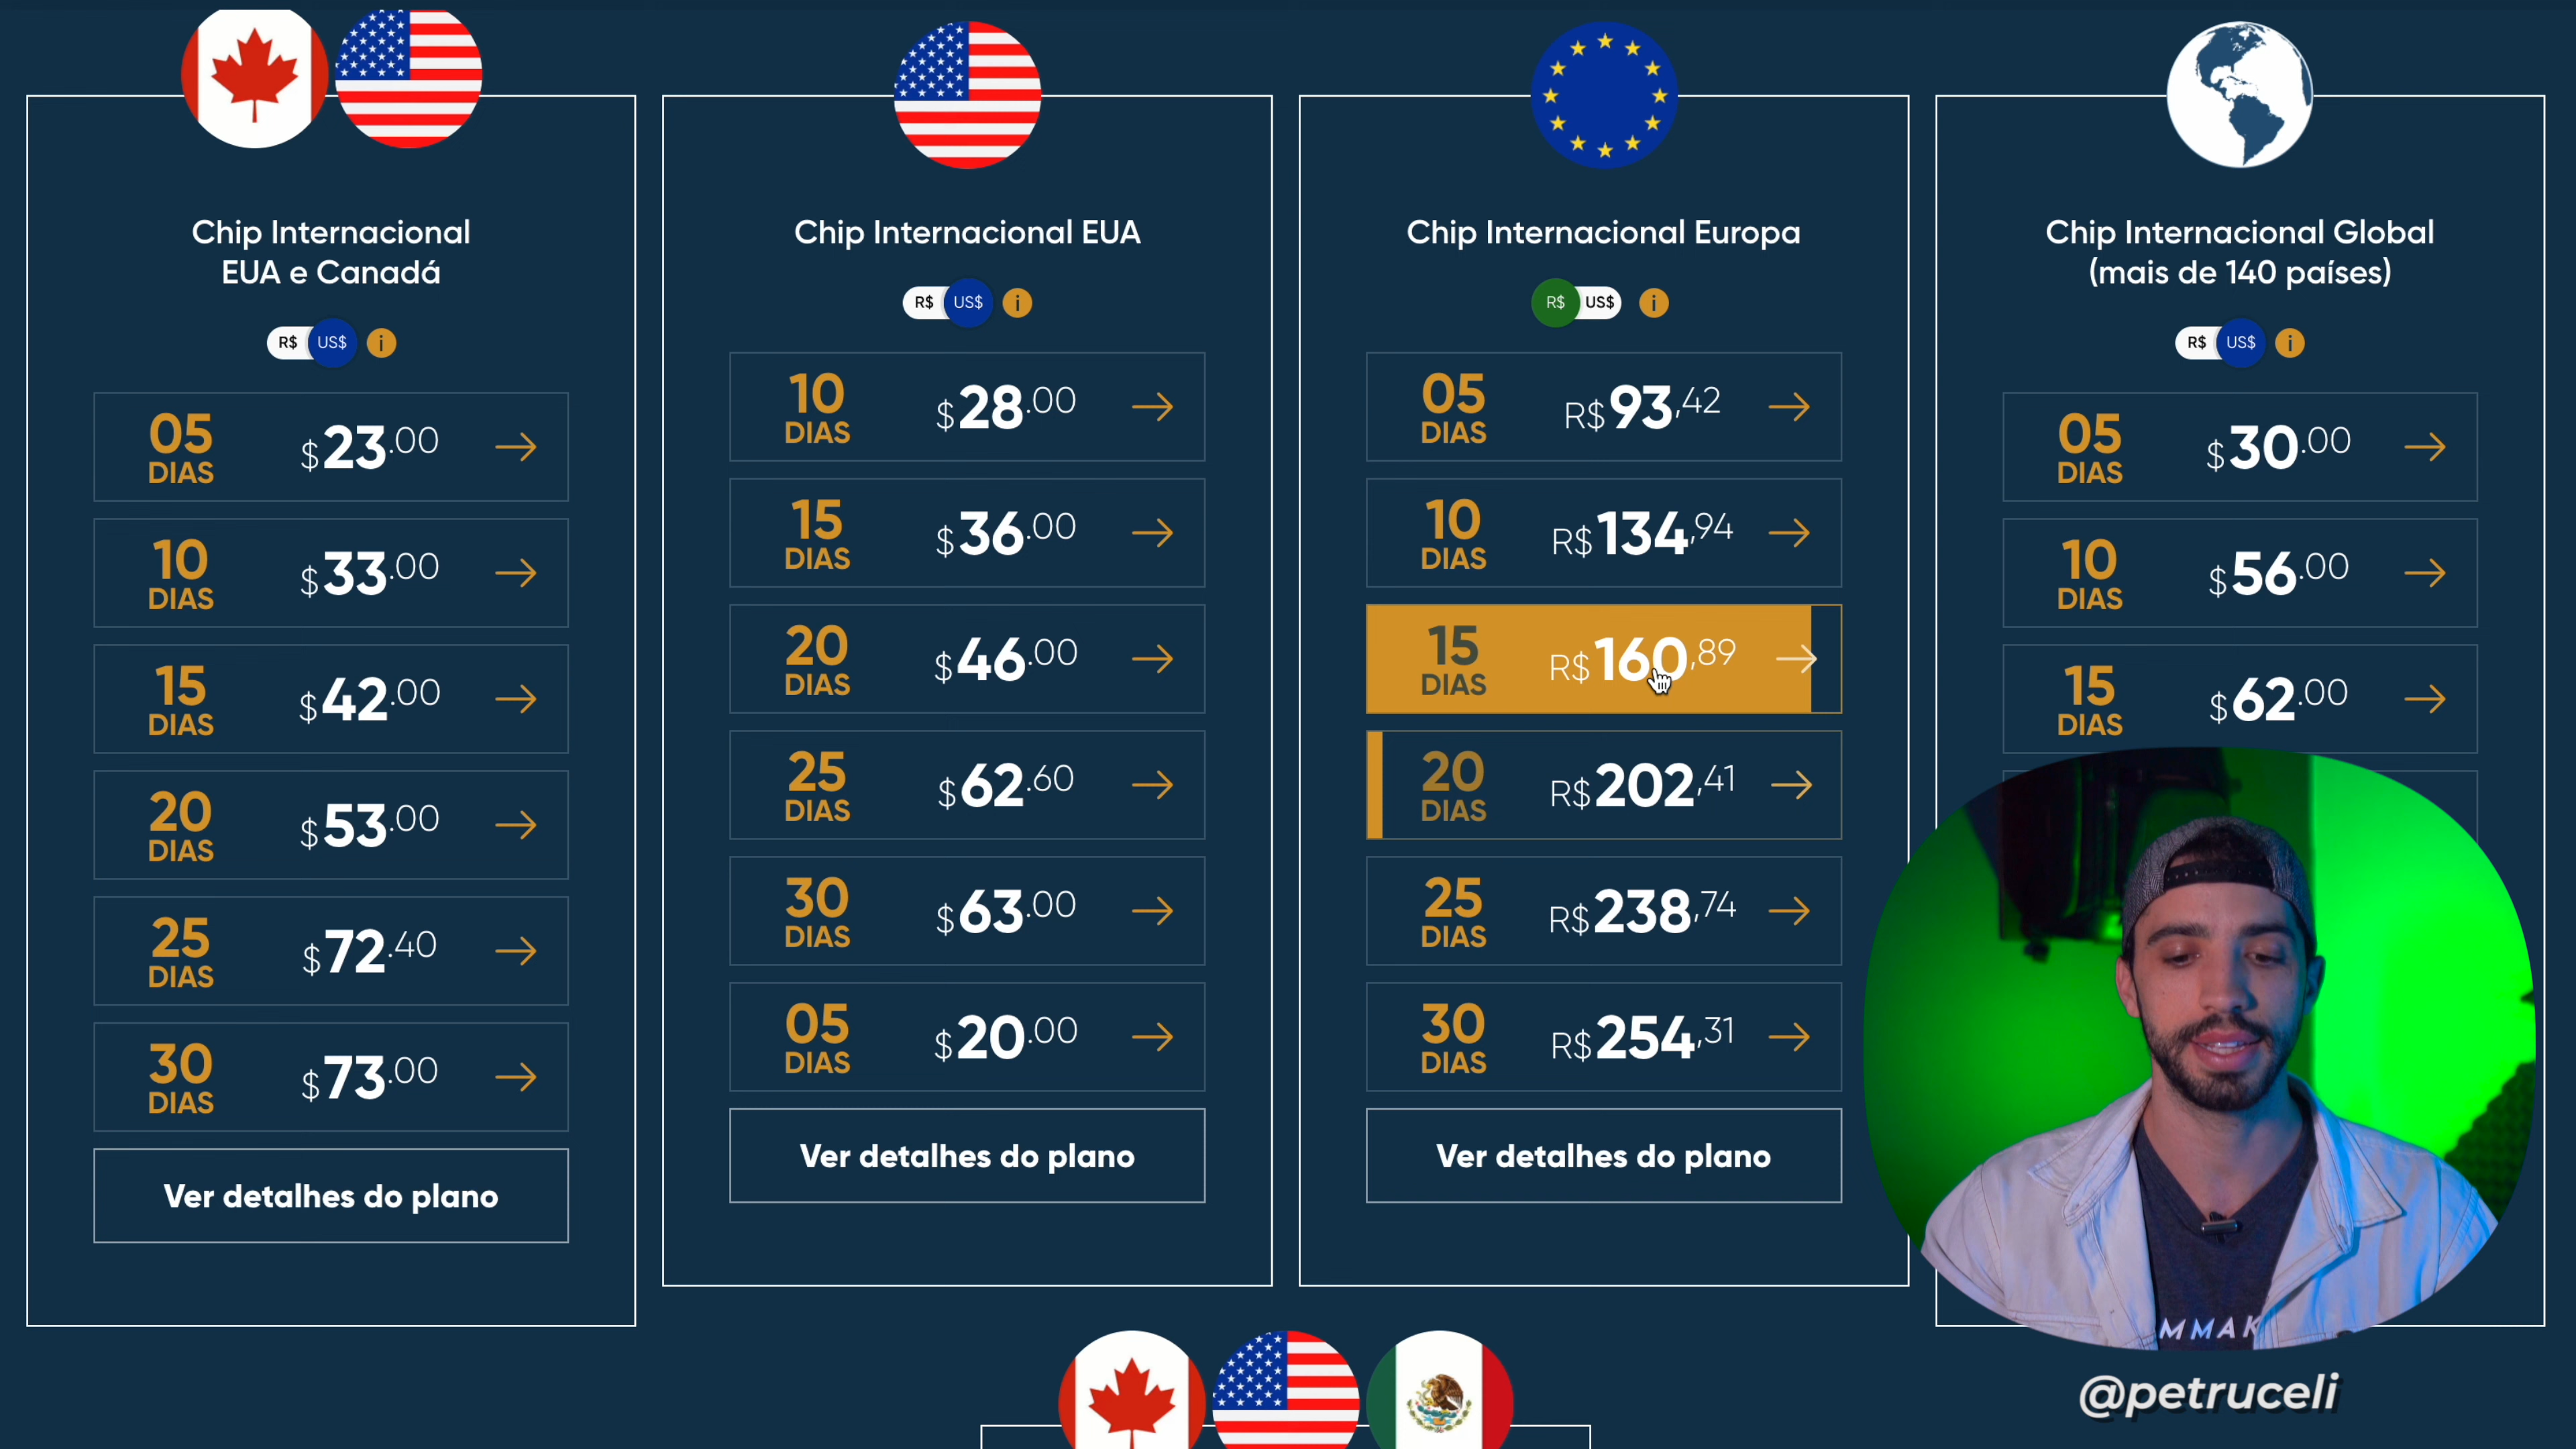 Chip Internacional
EUA e Canadá
R$ US$ i
05
DIAS
$23.00
10
DIAS
$33.00
15
DIAS
$42.00
20
DIAS
$53.00
25
DIAS
$72.40
30
DIAS
$73.00
Ver detalhes do plano
Chip Internacional EUA
R$ US$ i
10
DIAS
$28.00
15
DIAS
$36.00
20
DIAS
$46.00
25
DIAS
$62.60
30
DIAS
$63.00
05
DIAS
$20.00
Ver detalhes do plano
Chip Internacional Europa
R$ US$ i
05
DIAS
R$93,42
10
DIAS
R$134,94
15
DIAS
R$160,89
20
DIAS
R$202,41
25
DIAS
R$238,74
30
DIAS
R$254,31
Ver detalhes do plano
Chip Internacional Global
(mais de 140 países)
R$ US$ i
05
DIAS
$30.00
10
DIAS
$56.00
15
DIAS
$62.00
MMAK
@petruceli